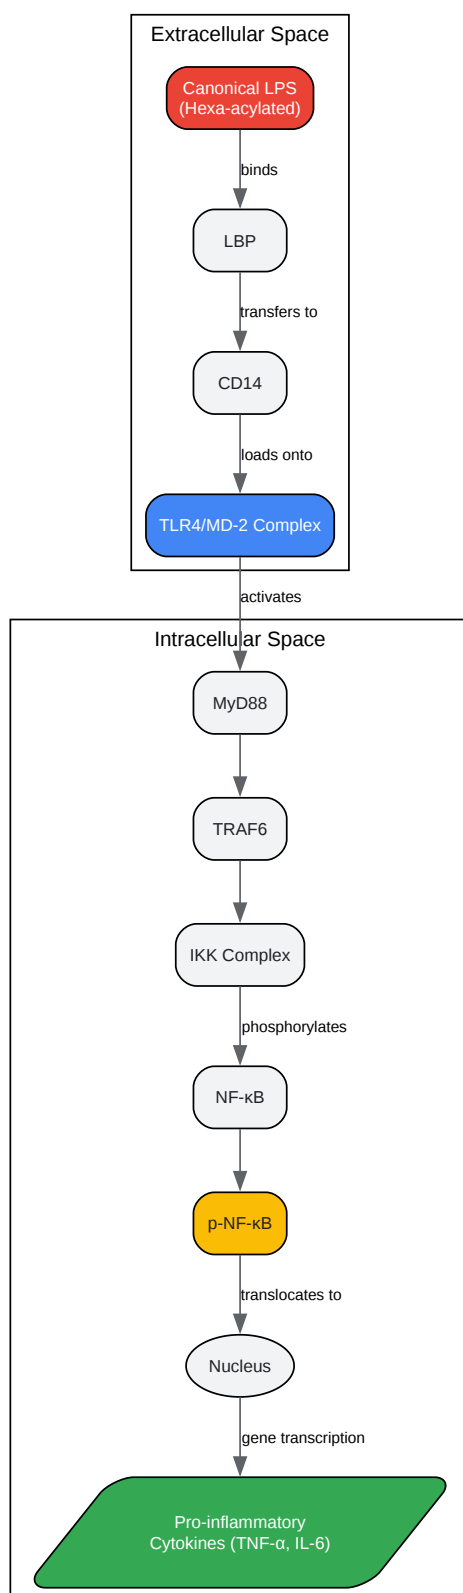 Extracellular Space
Canonical LPS
(Hexa-acylated)
binds
LBP
transfers to
CD14
loads onto
TLR4/MD-2 Complex
activates
Intracellular Space
MyD88
TRAF6
IKK Complex
phosphorylates
NF-κB
p-NF-κB
translocates to
Nucleus
gene transcription
Pro-inflammatory
Cytokines (TNF-α, IL-6)